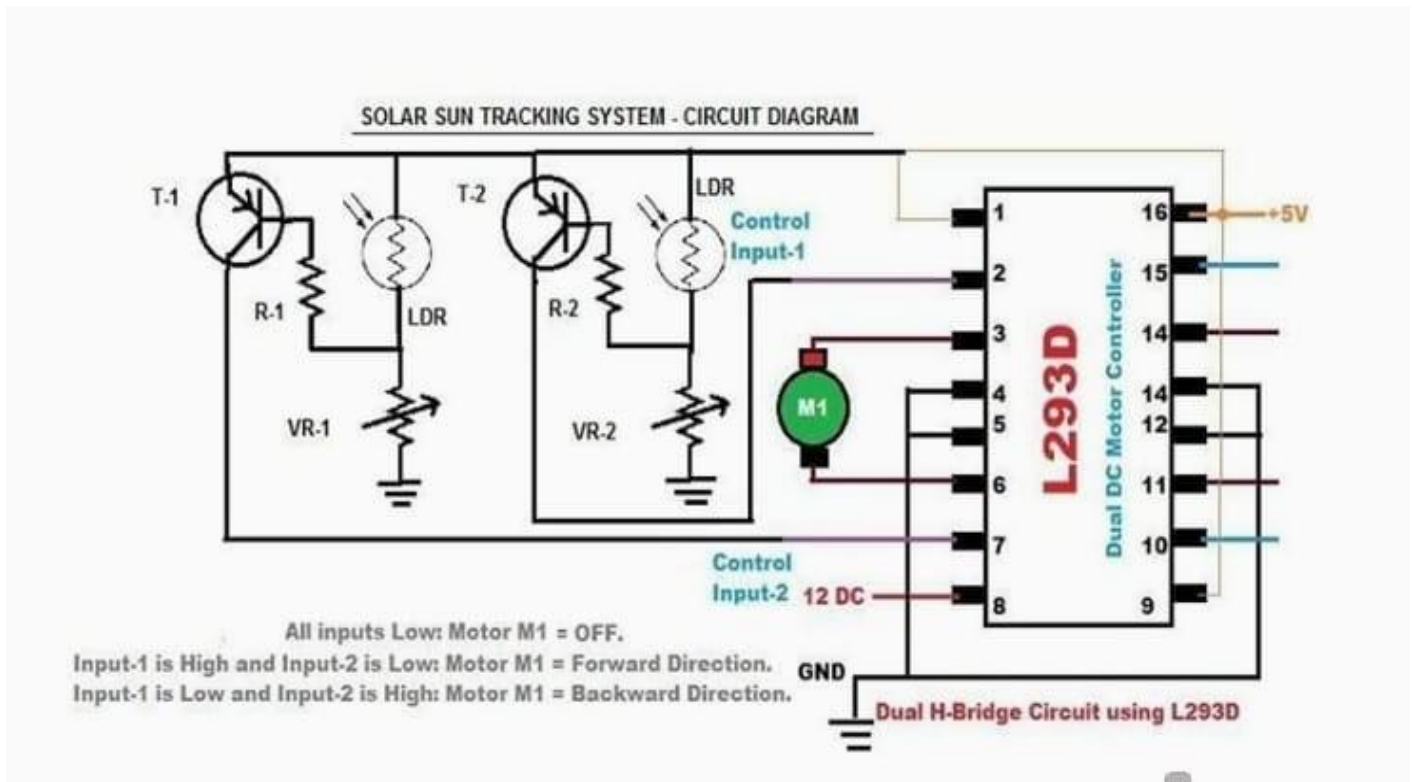 SOLAR SUN TRACKING SYSTEM - CIRCUIT DIAGRAM
T-1
R-1
LDR
VR-1
T-2
R-2
LDR
VR-2
Control
Input-1
M1
Control
Input-2
12 DC
1
2
3
4
5
6
7
8
L293D
Dual DC Motor Controller
16
15
14
14
12
11
10
9
+5V
All inputs Low: Motor M1 = OFF.
Input-1 is High and Input-2 is Low: Motor M1 = Forward Direction.
Input-1 is Low and Input-2 is High: Motor M1 = Backward Direction.
GND
Dual H-Bridge Circuit using L293D